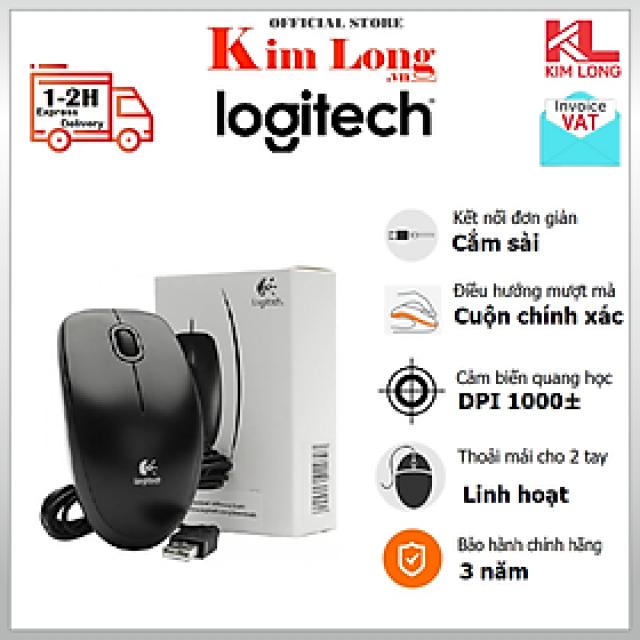 OFFICIAL STORE
Kim Long
.vn
KIM LONG
1-2H
Express
Delivery
logitech
Invoice
VAT
Kết nối đơn giản
Cắm sài
Điều hướng mượt mà
Cuộn chính xác
Cảm biến quang học
DPI 1000±
Thoải mái cho 2 tay
Linh hoạt
Bảo hành chính hãng
3 năm
logitech
logitech